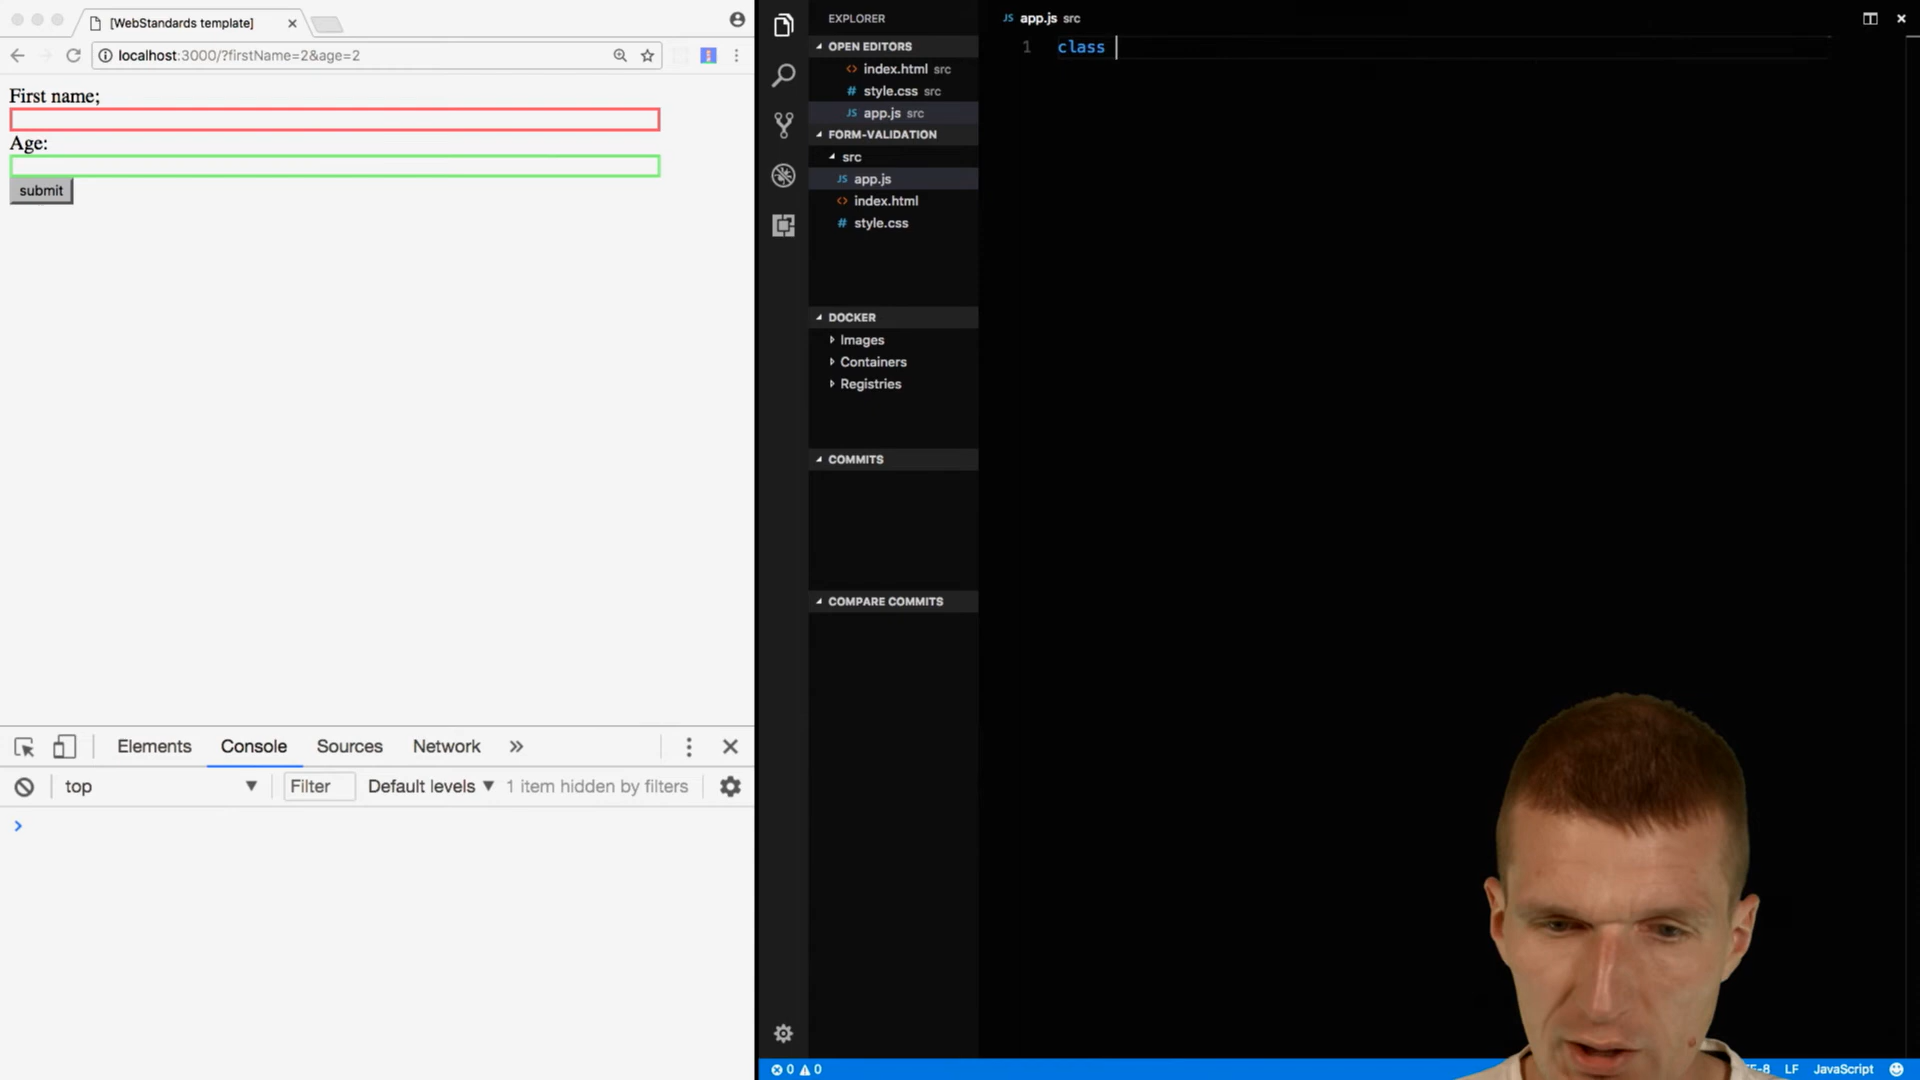 [WebStandards template]
localhost:3000/?firstName=2&age=2
First name;
Age:
submit
Elements
Console
Sources
Network
top
Filter
Default levels
1 item hidden by filters
EXPLORER
OPEN EDITORS
index.html src
style.css src
app.js src
FORM-VALIDATION
src
app.js
index.html
style.css
DOCKER
Images
Containers
Registries
COMMITS
COMPARE COMMITS
JS app.js src
1 class
0 0
LF
JavaScript